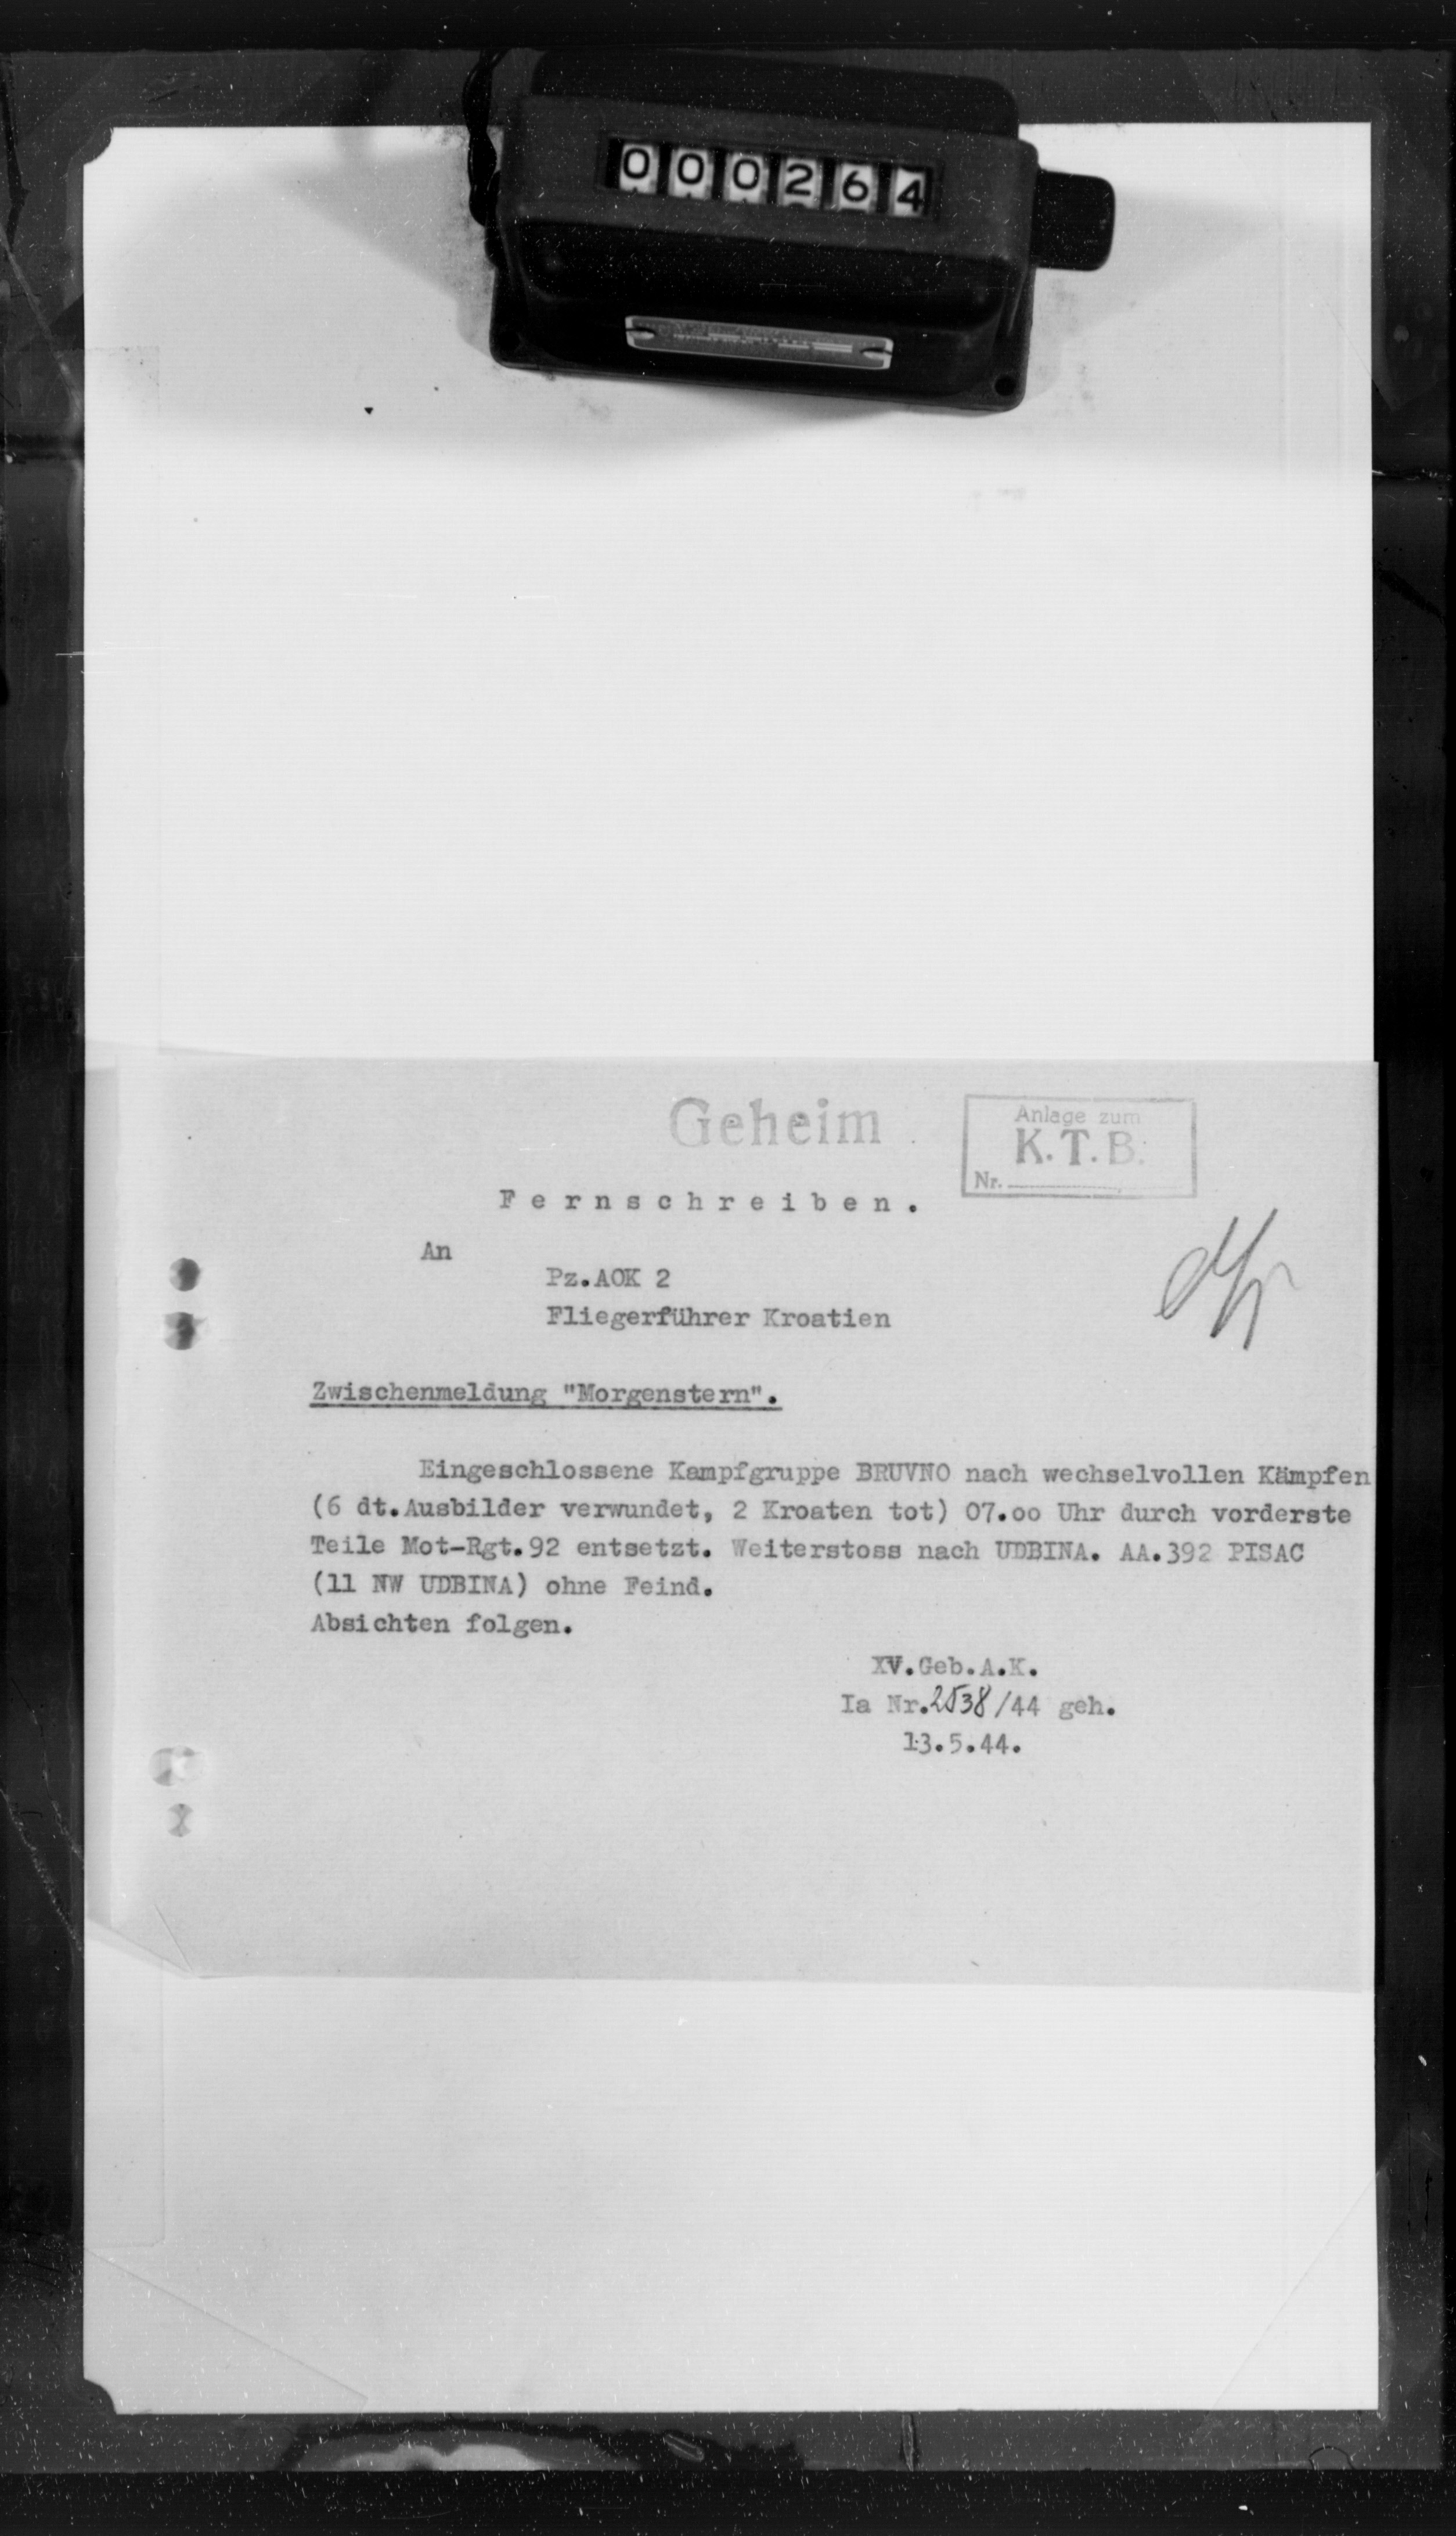 000264
Geheim
Anlage zum
K.T.B.
Nr.
Fernschreiben.
An
Pz.AOK 2
Fliegerführer Kroatien
Zwischenmeldung "Morgenstern".
Eingeschlossene Kampfgruppe BRUVNO nach wechselvollen Kämpfen
(6 dt.Ausbilder verwundet, 2 Kroaten tot) 07.oo Uhr durch vorderste
Teile Mot-Rgt.92 entsetzt. Weiterstoss nach UDBINA. AA.392 PISAC
(11 NW UDBINA) ohne Feind.
Absichten folgen.
XV.Geb.A.K.
Ia Nr.2538/44 geh.
13.5.44.